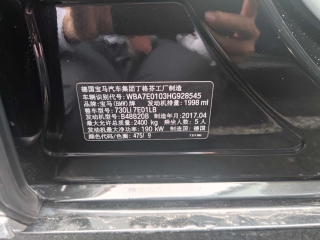 德国宝马汽车集团丁格芬工厂制造
车辆识别代号: WBA7E0103HG928545
品牌: 宝马(BMW)牌 发动机排量: 1998 ml
整车型号: 730Li 7E01LB
发动机型号: B48B20B 制造年月: 2017.04
最大允许总质量: 2400 kg 乘坐人数: 5 人
发动机最大净功率: 190 kW 制造国: 德国
颜色代码/色衡: 475/ 9